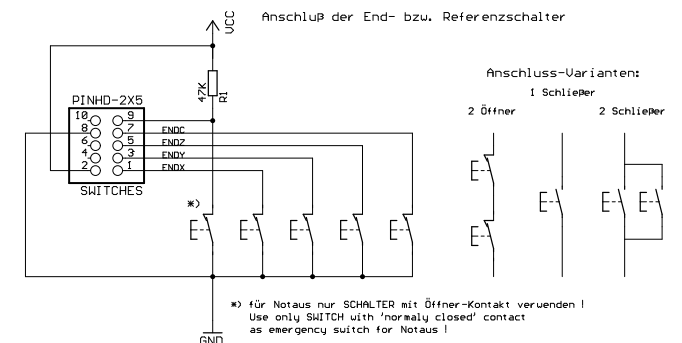 Anschluß der End- bzw. Referenzschalter
VCC
47K
R1
Anschluss-Varianten:
1 Schließer
2 Öffner
2 Schließer
PINHD-2X5
10 9
8 7
6 5
4 3
2 1
ENDC
ENDZ
ENDY
ENDX
SWITCHES
*)
*) für Notaus nur SCHALTER mit Öffner-Kontakt verwenden !
Use only SWITCH with 'normaly closed' contact
as emergency switch for Notaus !
GND